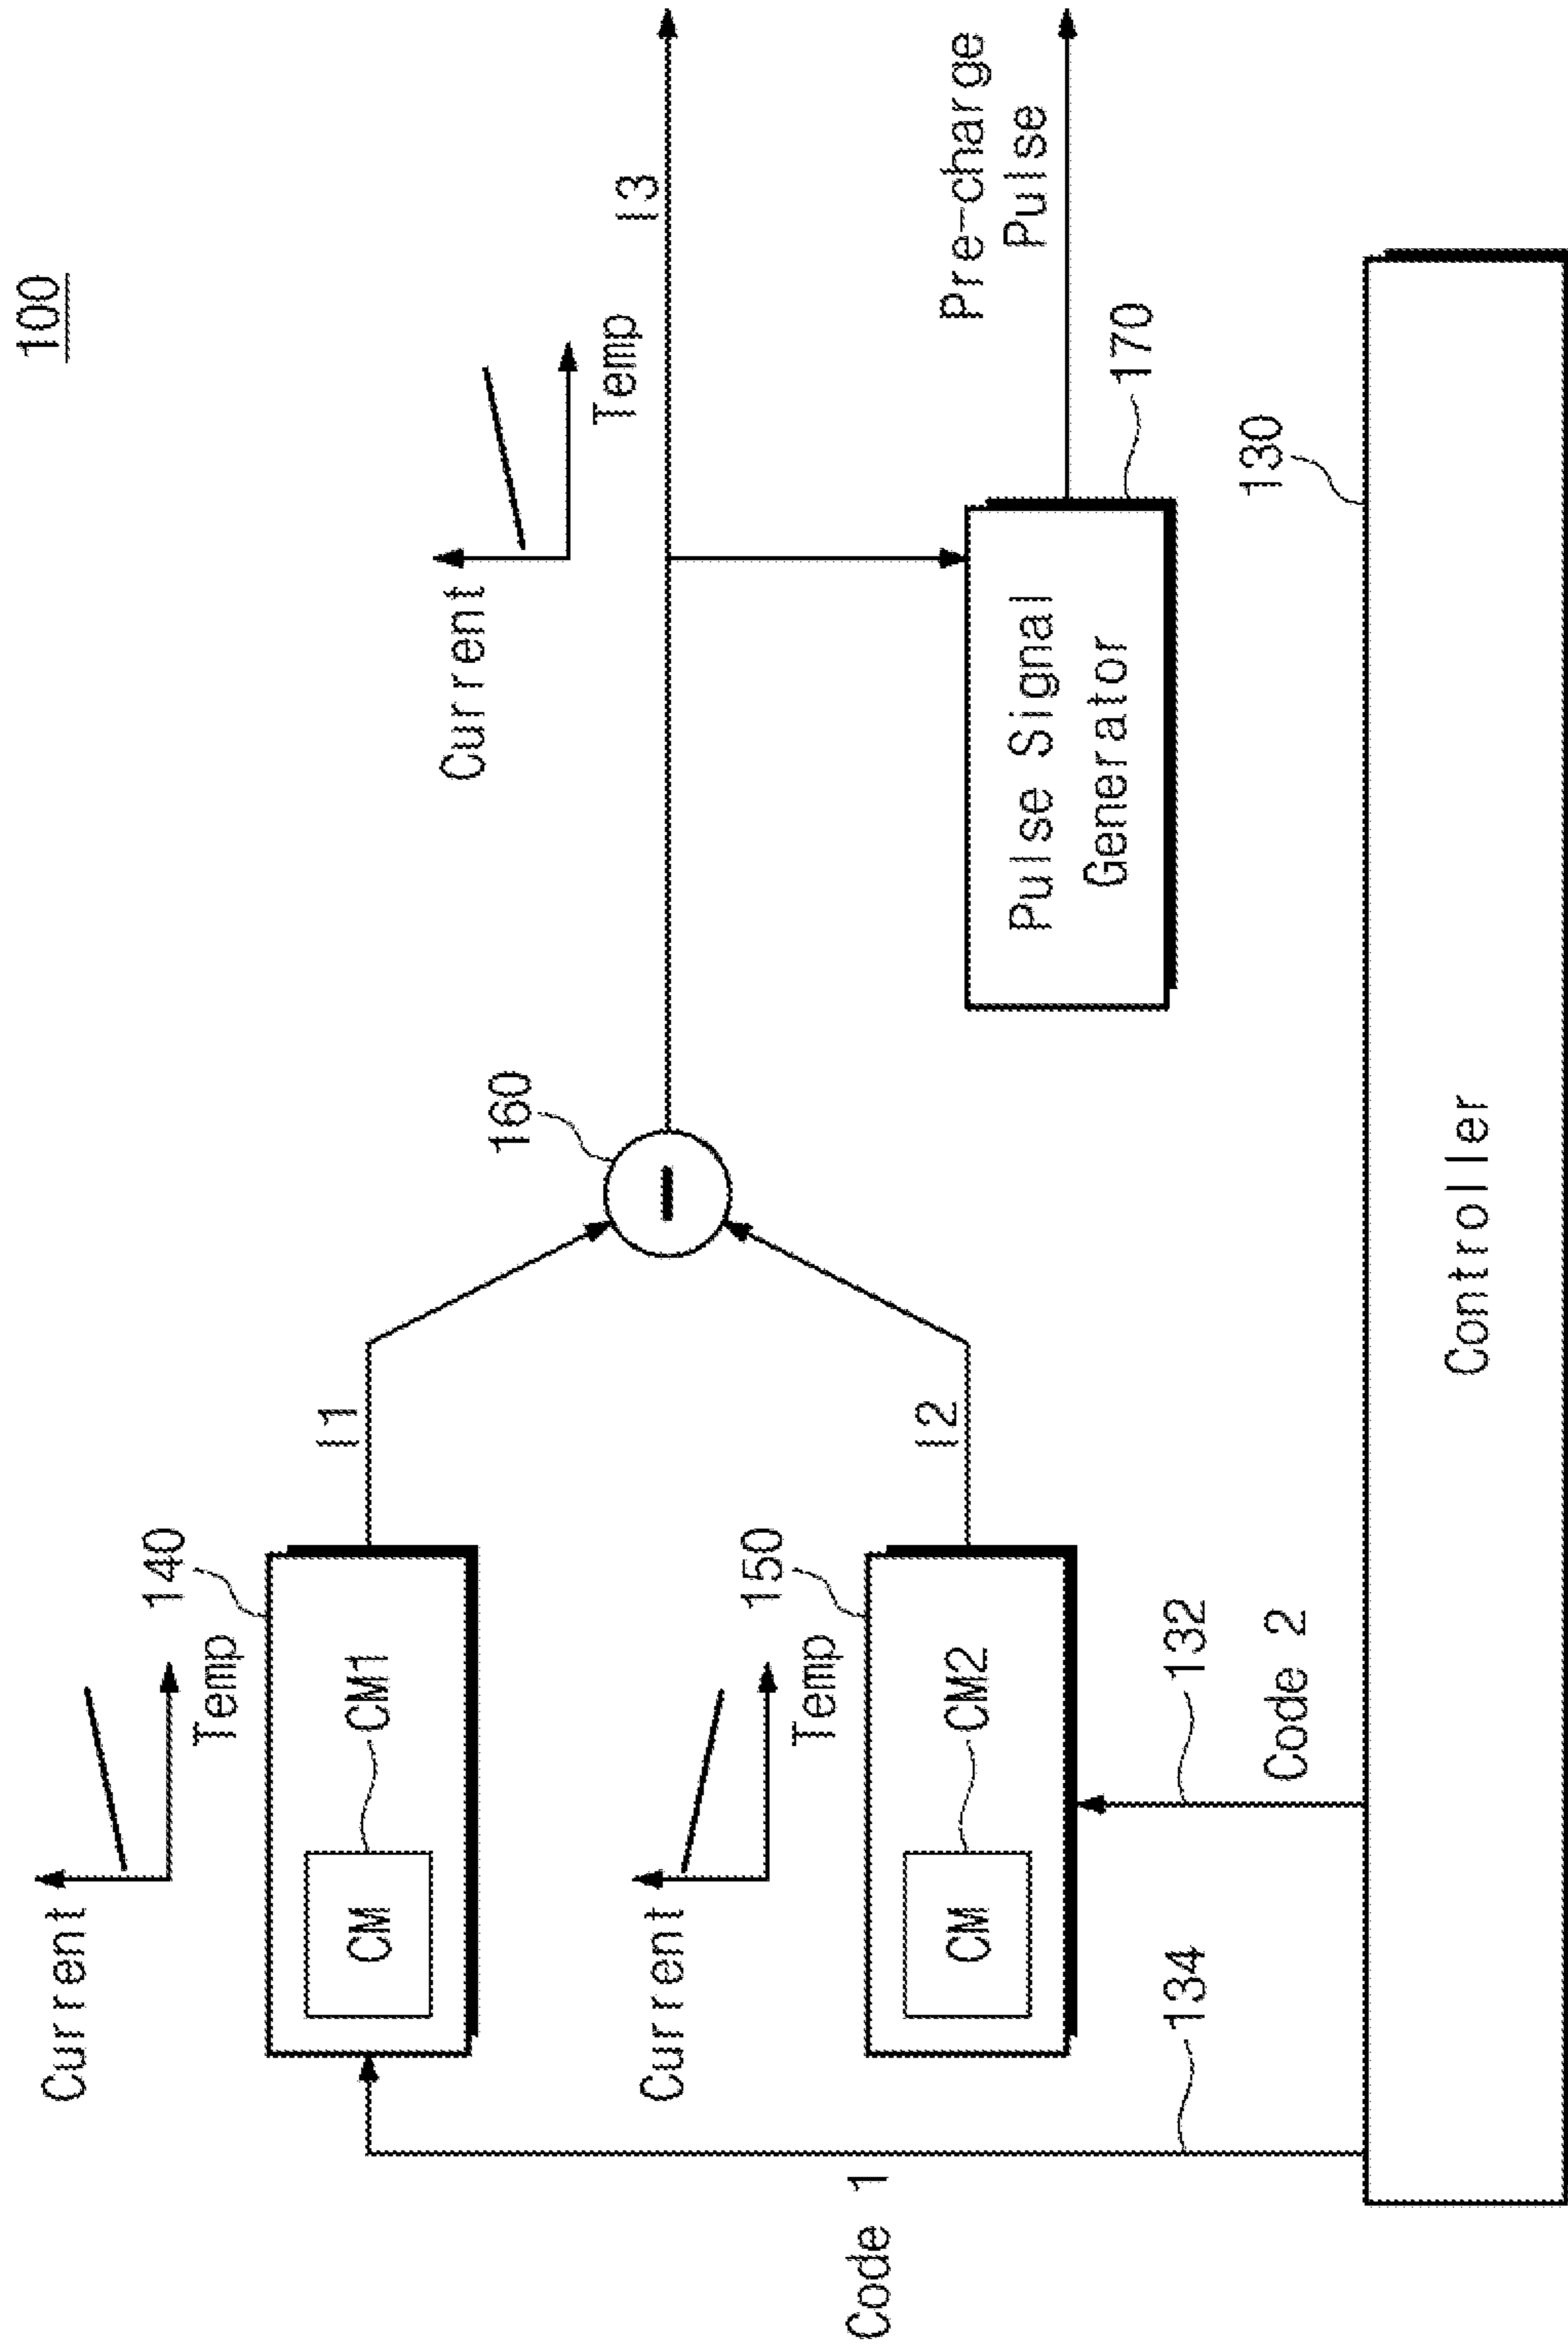 100
Current
Temp
140
CM
CM1
I1
Current
Temp
150
CM
CM2
I2
160
Current
Temp
I3
Pulse Signal
Generator
170
Pre-charge
Pulse
Code 1
134
132
Code 2
130
Controller